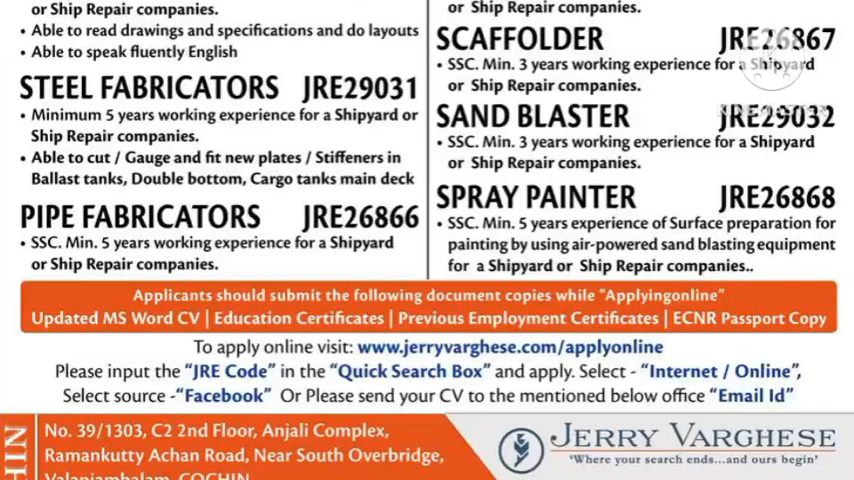 or Ship Repair companies.
• Able to read drawings and specifications and do layouts
• Able to speak fluently English
STEEL FABRICATORS JRE29031
• Minimum 5 years working experience for a Shipyard or
Ship Repair companies.
• Able to cut / Gauge and fit new plates / Stiffeners in
Ballast tanks, Double bottom, Cargo tanks main deck
PIPE FABRICATORS JRE26866
• SSC. Min. 5 years working experience for a Shipyard
or Ship Repair companies.
or Ship Repair companies.
SCAFFOLDER JRE26867
• SSC. Min. 3 years working experience for a Shipyard
or Ship Repair companies.
SAND BLASTER JRE29032
• SSC. Min. 3 years working experience for a Shipyard
or Ship Repair companies.
SPRAY PAINTER JRE26868
• SSC. Min. 5 years experience of Surface preparation for
painting by using air-powered sand blasting equipment
for a Shipyard or Ship Repair companies..
Applicants should submit the following document copies while "Applyingonline"
Updated MS Word CV | Education Certificates | Previous Employment Certificates | ECNR Passport Copy
To apply online visit: www.jerryvarghese.com/applyonline
Please input the "JRE Code" in the "Quick Search Box" and apply. Select - "Internet / Online",
Select source -"Facebook" Or Please send your CV to the mentioned below office "Email Id"
No. 39/1303, C2 2nd Floor, Anjali Complex,
Ramankutty Achan Road, Near South Overbridge,
Valanjambalam, COCHIN
JERRY VARGHESE
'Where your search ends...and ours begin'